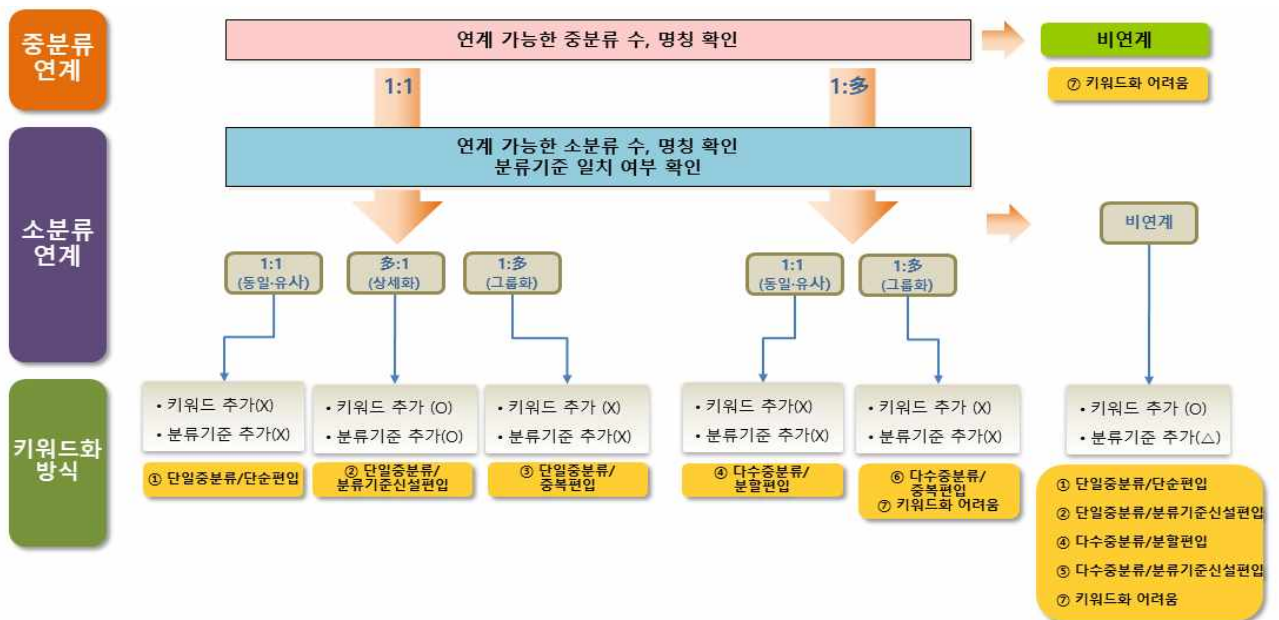 중분류
연계
연계 가능한 중분류 수, 명칭 확인
비연계
⑦ 키워드화 어려움
1:1
1:多
소분류
연계
연계 가능한 소분류 수, 명칭 확인
분류기준 일치 여부 확인
비연계
1:1
(동일·유사)
多:1
(상세화)
1:多
(그룹화)
1:1
(동일·유사)
1:多
(그룹화)
키워드화
방식
• 키워드 추가(X)
• 분류기준 추가(X)
① 단일중분류/단순편입
• 키워드 추가 (O)
• 분류기준 추가(O)
② 단일중분류/
분류기준신설편입
• 키워드 추가 (X)
• 분류기준 추가(X)
③ 단일중분류/
중복편입
• 키워드 추가(X)
• 분류기준 추가(X)
④ 다수중분류/
분할편입
• 키워드 추가 (X)
• 분류기준 추가(X)
⑥ 다수중분류/
중복편입
⑦ 키워드화 어려움
• 키워드 추가 (O)
• 분류기준 추가(△)
① 단일중분류/단순편입
② 단일중분류/분류기준신설편입
④ 다수중분류/분할편입
⑤ 다수중분류/분류기준신설편입
⑦ 키워드화 어려움